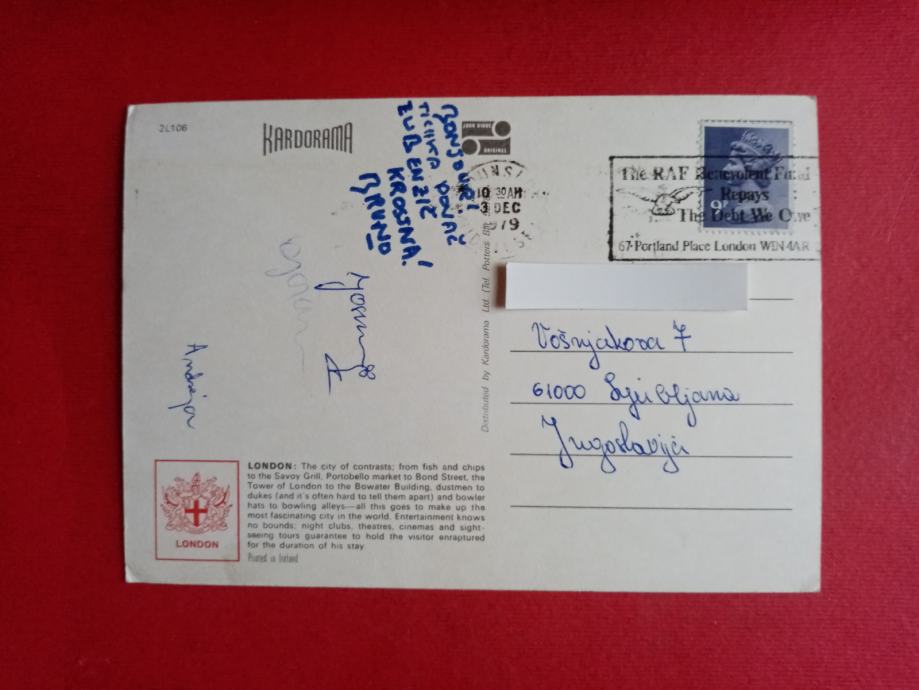 2L106
KARDORAMA
BONJOUR!
BRUNO
10 30 AM
3 DEC
1979
The RAF Benevolent Fund
Repays
The Debt We Owe
67 Portland Place London W1N 4AR
9P
Distributed by Kardorama Ltd. (Tel. Potters Bar
Vošnjakova 7
61000 Ljubljana
Jugoslavija
Andreja
LONDON: The city of contrasts; from fish and chips
to the Savoy Grill, Portobello market to Bond Street, the
Tower of London to the Bowater Building, dustmen to
dukes (and it's often hard to tell them apart) and bowler
hats to bowling alleys—all this goes to make up the
most fascinating city in the world. Entertainment knows
no bounds: night clubs, theatres, cinemas and sight-
seeing tours guarantee to hold the visitor enraptured
for the duration of his stay.
Printed in Ireland
LONDON